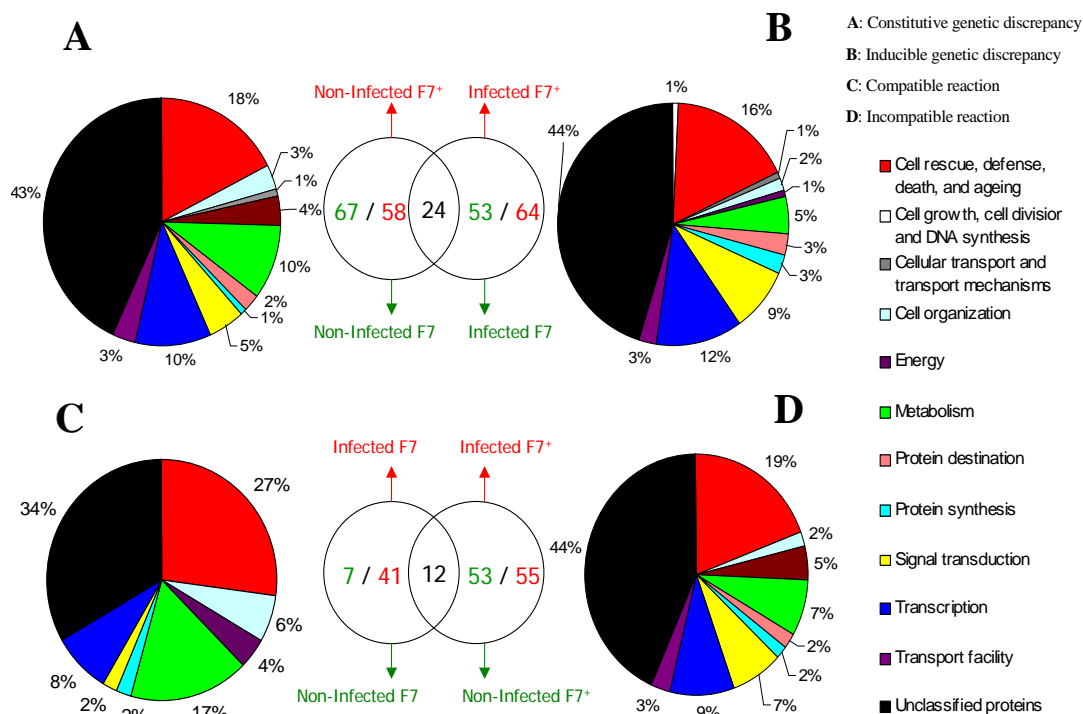 A
B
A: Constitutive genetic discrepancy
B: Inducible genetic discrepancy
C: Compatible reaction
D: Incompatible reaction
18%
3%
1%
4%
10%
2%
1%
5%
10%
3%
43%
Non-Infected F7+
Infected F7+
67 / 58
24
53 / 64
Non-Infected F7
Infected F7
1%
16%
1%
2%
1%
5%
3%
3%
9%
12%
3%
44%
Cell rescue, defense,
death, and ageing
Cell growth, cell division
and DNA synthesis
Cellular transport and
transport mechanisms
Cell organization
Energy
Metabolism
Protein destination
Protein synthesis
Signal transduction
Transcription
Transport facility
Unclassified proteins
C
D
27%
6%
4%
17%
2%
2%
8%
34%
Infected F7
Infected F7+
7 / 41
12
53 / 55
Non-Infected F7
Non-Infected F7+
19%
2%
5%
7%
2%
2%
7%
9%
3%
44%